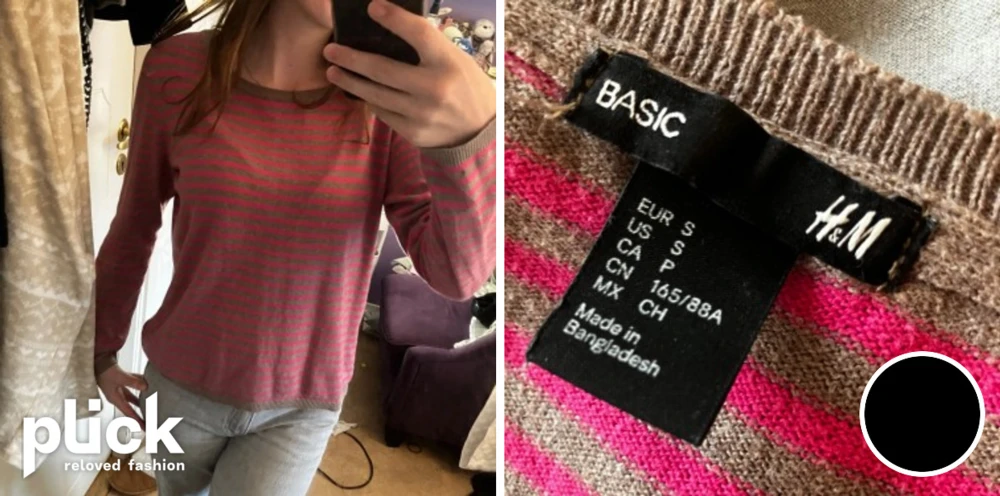 plick
reloved fashion
BASIC
H&M
EUR S
US S
CA P
CN 165/88A
MX CH
Made in
Bangladesh